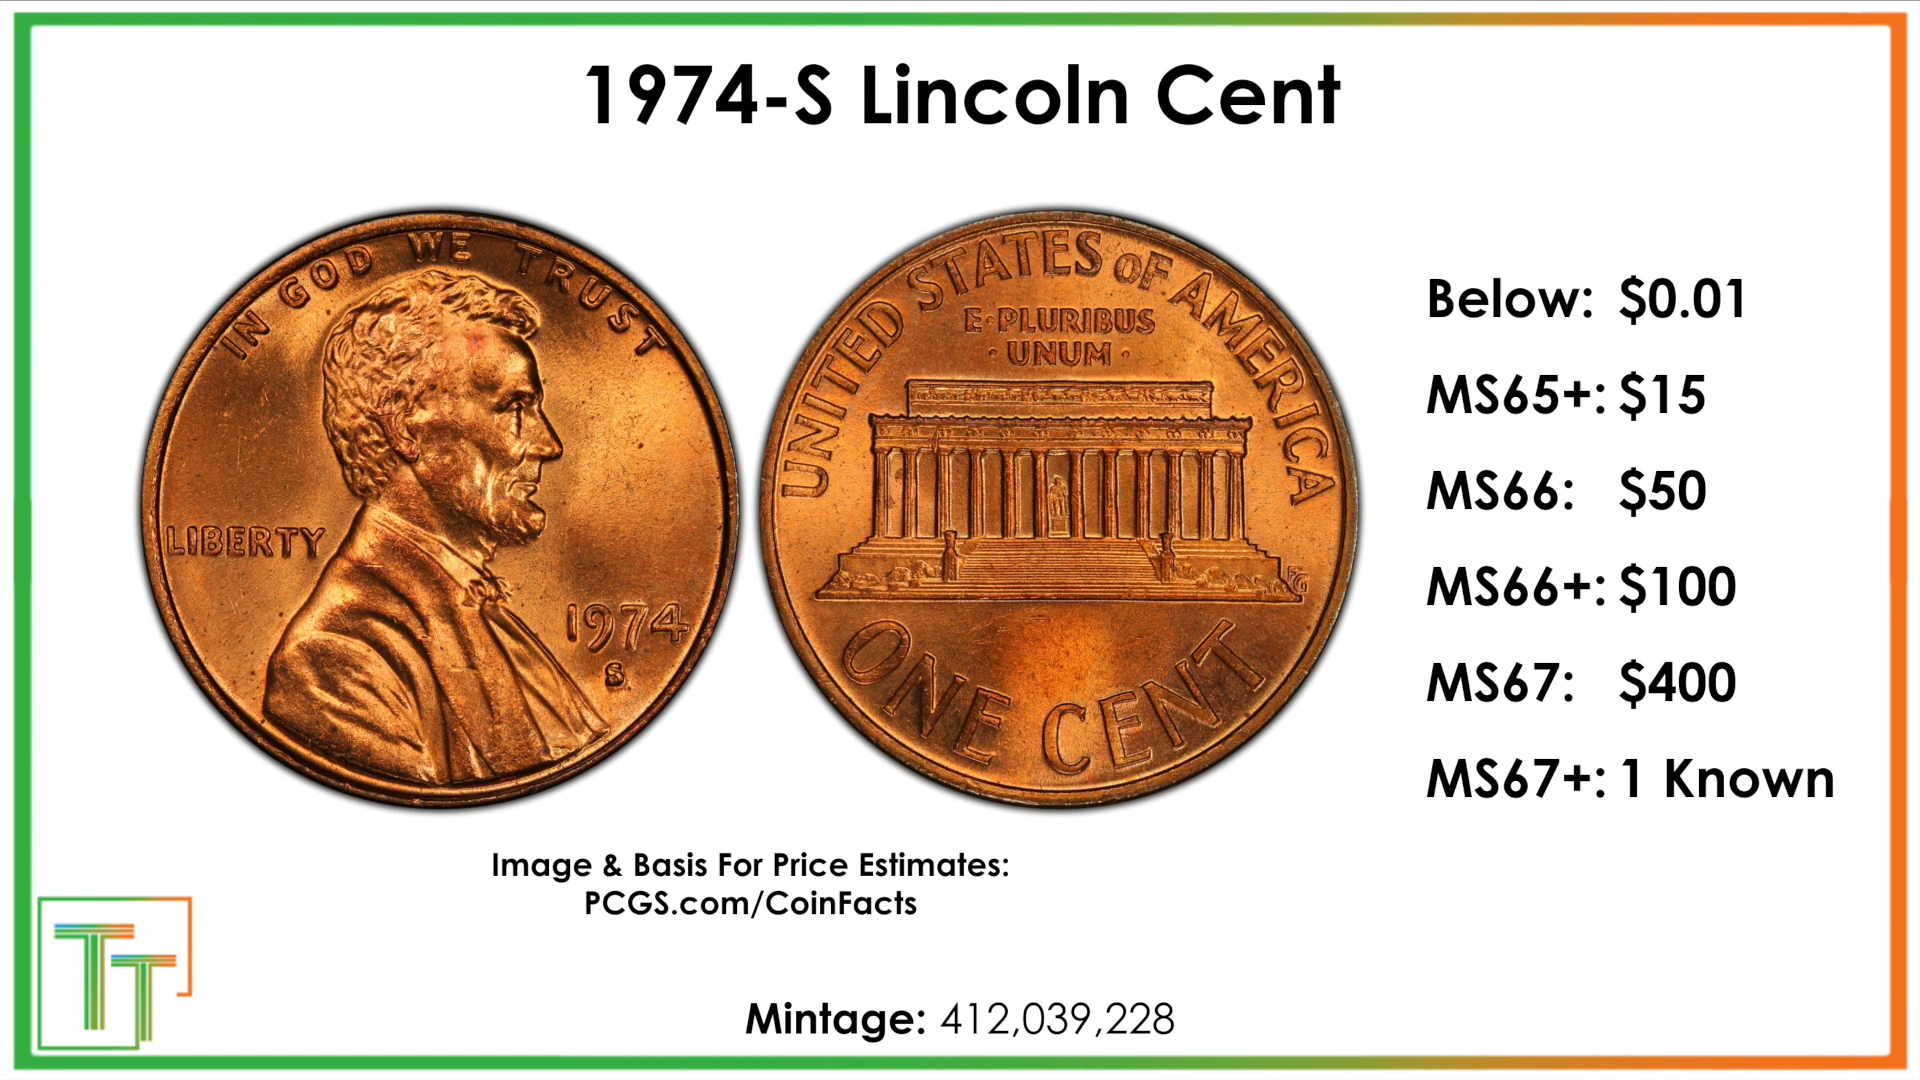 1974-S Lincoln Cent
IN GOD WE TRUST
LIBERTY
1974
S
UNITED STATES OF AMERICA
E·PLURIBUS
·UNUM·
FG
ONE CENT
Below: $0.01
MS65+: $15
MS66: $50
MS66+: $100
MS67: $400
MS67+: 1 Known
Image & Basis For Price Estimates:
PCGS.com/CoinFacts
TT
Mintage: 412,039,228